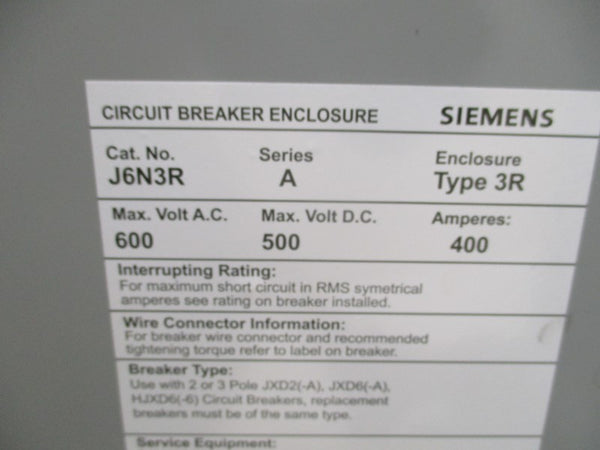 CIRCUIT BREAKER ENCLOSURE SIEMENS
Cat. No. Series Enclosure
J6N3R A Type 3R
Max. Volt A.C. Max. Volt D.C. Amperes:
600 500 400
Interrupting Rating:
For maximum short circuit in RMS symetrical
amperes see rating on breaker installed.
Wire Connector Information:
For breaker wire connector and recommended
tightening torque refer to label on breaker.
Breaker Type:
Use with 2 or 3 Pole JXD2(-A), JXD6(-A),
HJXD6(-6) Circuit Breakers, replacement
breakers must be of the same type.
Service Equipment: